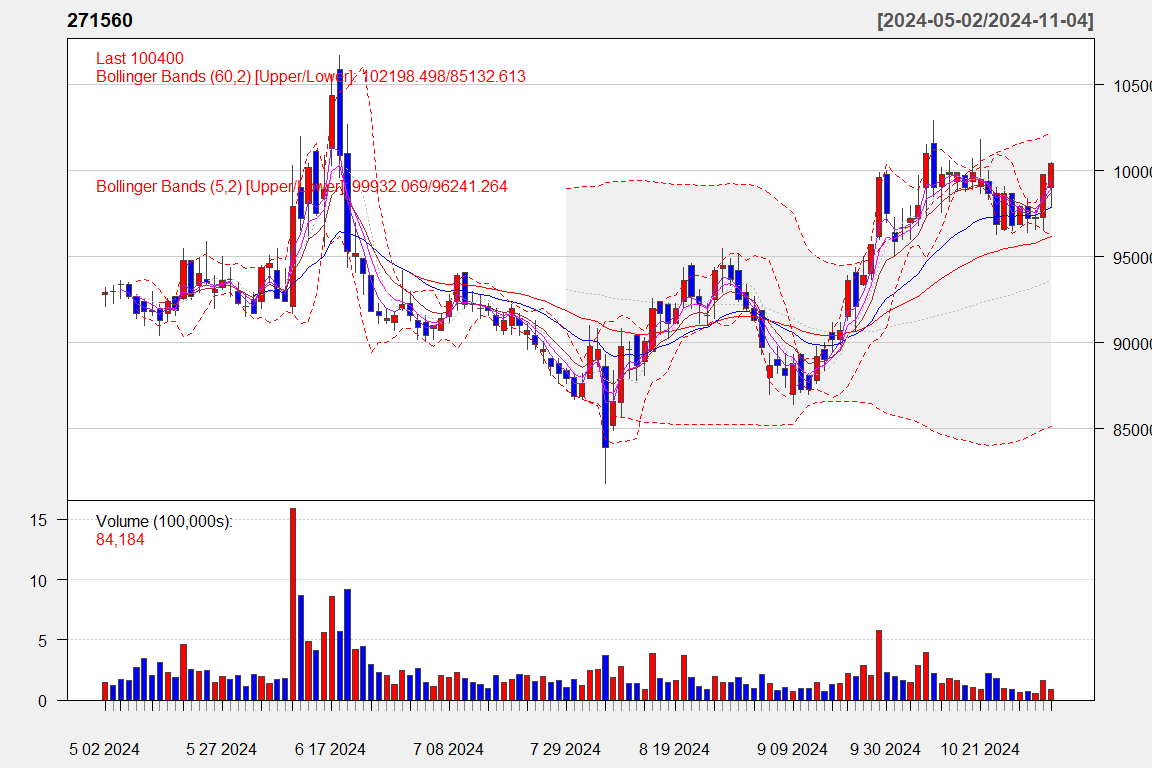 271560 [2024-05-02/2024-11-04]
Last 100400
Bollinger Bands (60,2) [Upper/Lower]: 102198.498/85132.613
10500
10000
Bollinger Bands (5,2) [Upper/Lower]: 99932.069/96241.264
95000
90000
85000
Volume (100,000s):
84,184
15
10
5
0
5 02 2024 5 27 2024 6 17 2024 7 08 2024 7 29 2024 8 19 2024 9 09 2024 9 30 2024 10 21 2024